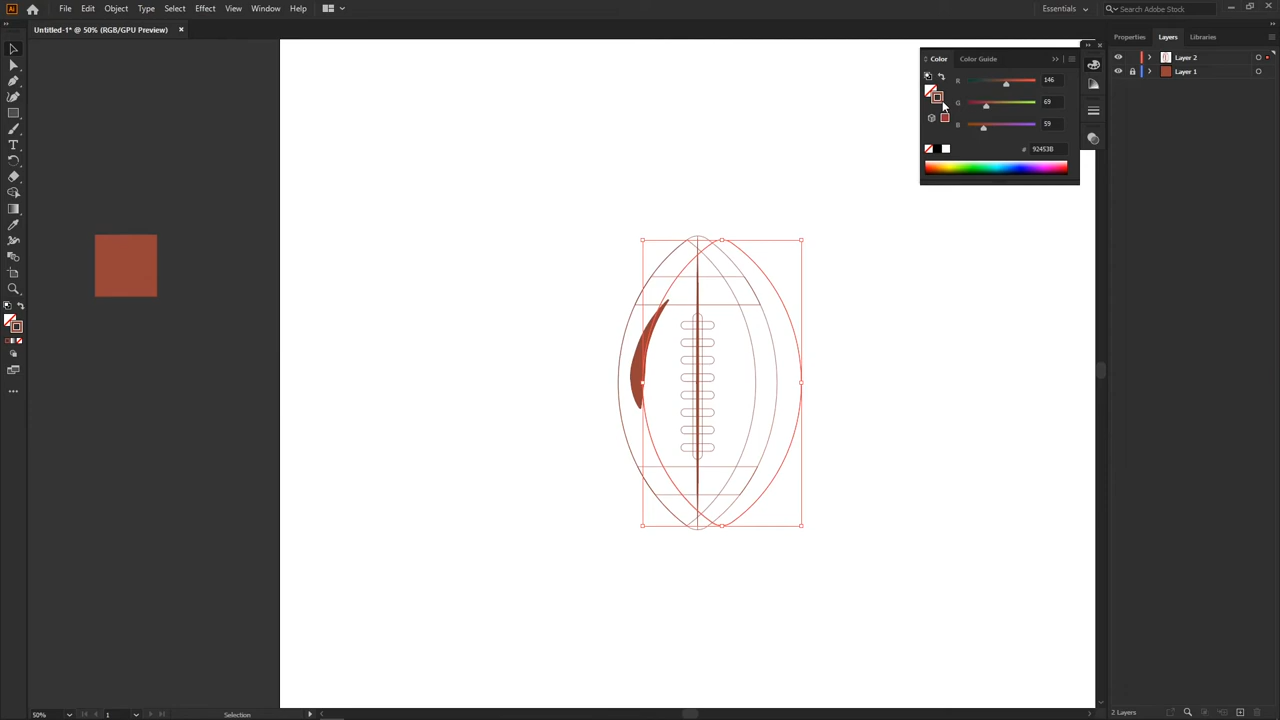 File Edit Object Type Select Effect View Window Help
Essentials
Search Adobe Stock
Untitled-1* @ 50% (RGB/GPU Preview)
Properties Layers Libraries
Color Color Guide
Layer 2
Layer 1
R 146
G 69
B 59
# 92453B
50%
1
Selection
2 Layers